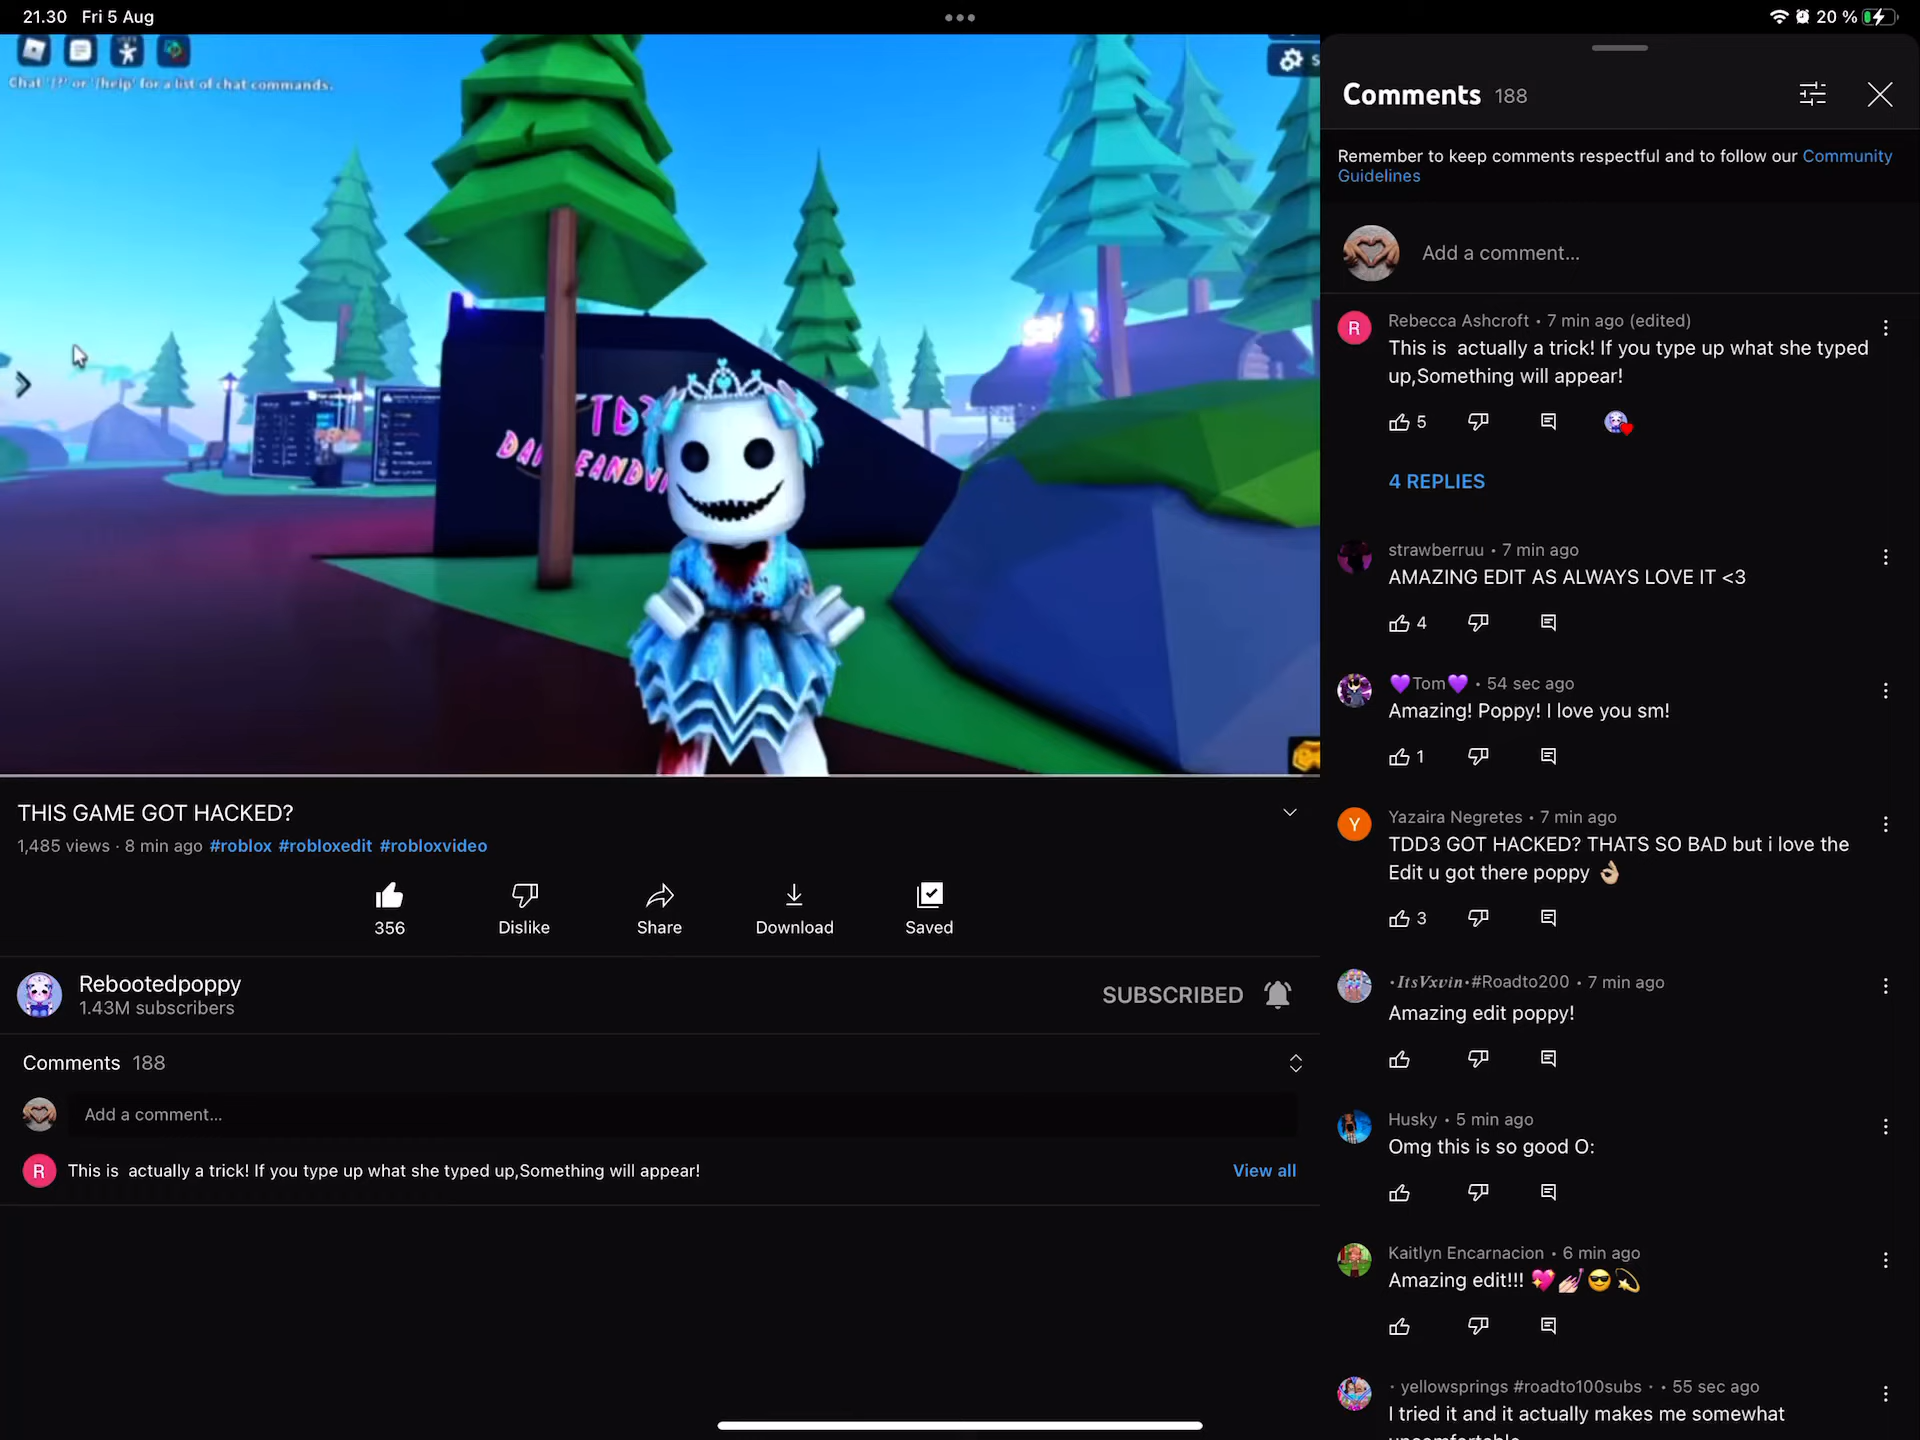 21.30 Fri 5 Aug
20 %
Chat '/?' or '/help' for a list of chat commands.
S
TD3
THIS GAME GOT HACKED?
1,485 views · 8 min ago #roblox #robloxedit #robloxvideo
356
Dislike
Share
Download
Saved
Rebootedpoppy
1.43M subscribers
SUBSCRIBED
Comments 188
Add a comment...
R
This is  actually a trick! If you type up what she typed up,Something will appear!
View all
Comments 188
Remember to keep comments respectful and to follow our Community
Guidelines
Add a comment...
R
Rebecca Ashcroft • 7 min ago (edited)
This is  actually a trick! If you type up what she typed
up,Something will appear!
5
4 REPLIES
strawberruu • 7 min ago
AMAZING EDIT AS ALWAYS LOVE IT <3
4
💜Tom💜 • 54 sec ago
Amazing! Poppy! I love you sm!
1
Y
Yazaira Negretes • 7 min ago
TDD3 GOT HACKED? THATS SO BAD but i love the
Edit u got there poppy 👌🏼
3
•𝑰𝒕𝒔𝑽𝒙𝒗𝒊𝒏•#Roadto200 • 7 min ago
Amazing edit poppy!
Husky • 5 min ago
Omg this is so good O:
Kaitlyn Encarnacion • 6 min ago
Amazing edit!!! 💖💅🏻😎💫
· yellowsprings #roadto100subs · • 55 sec ago
I tried it and it actually makes me somewhat
uncomfortable